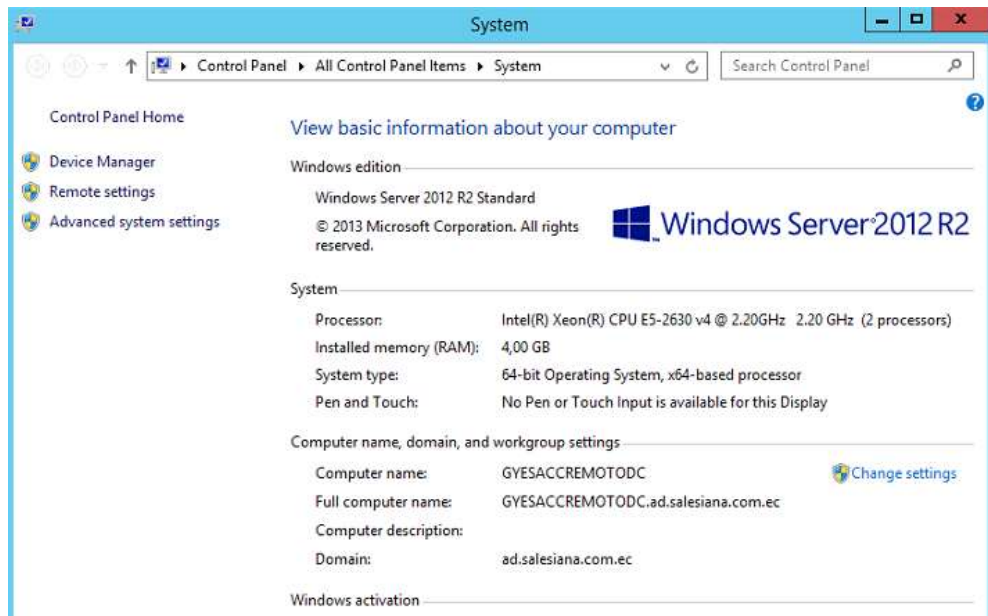 System
Control Panel ▸ All Control Panel Items ▸ System
Search Control Panel
Control Panel Home
Device Manager
Remote settings
Advanced system settings
View basic information about your computer
Windows edition
Windows Server 2012 R2 Standard
© 2013 Microsoft Corporation. All rights
reserved.
Windows Server 2012 R2
System
Processor: Intel(R) Xeon(R) CPU E5-2630 v4 @ 2.20GHz 2.20 GHz (2 processors)
Installed memory (RAM): 4,00 GB
System type: 64-bit Operating System, x64-based processor
Pen and Touch: No Pen or Touch Input is available for this Display
Computer name, domain, and workgroup settings
Computer name: GYESACCREMOTODC
Change settings
Full computer name: GYESACCREMOTODC.ad.salesiana.com.ec
Computer description:
Domain: ad.salesiana.com.ec
Windows activation